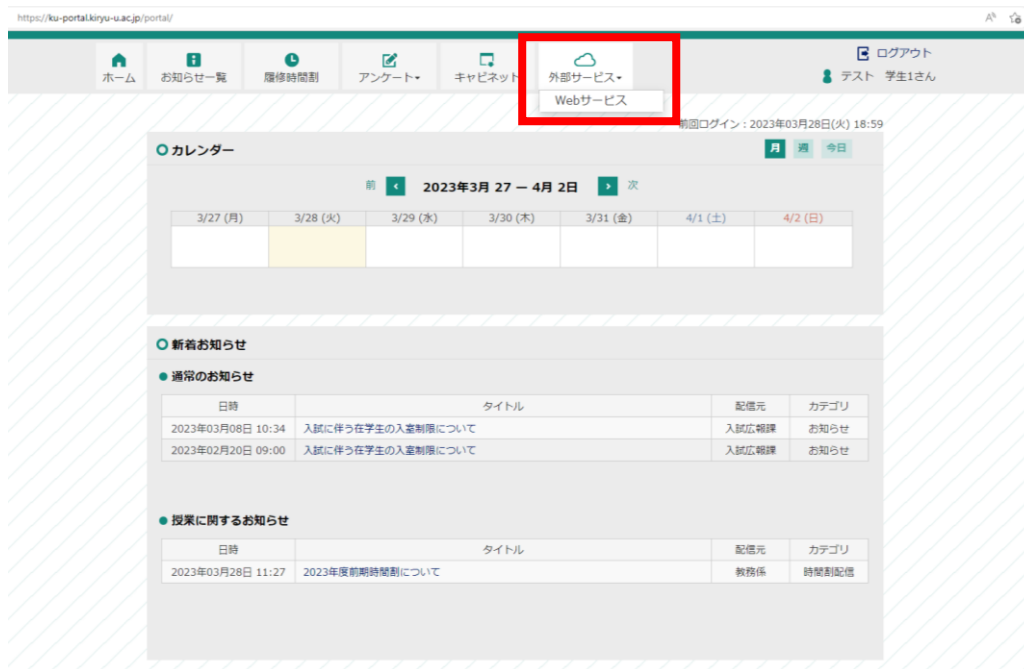 https://ku-portal.kiryu-u.ac.jp/portal/
ログアウト
ホーム お知らせ一覧 履修時間割 アンケート▾ キャビネット 外部サービス▾ テスト 学生1さん
Webサービス
前回ログイン：2023年03月28日(火) 18:59
カレンダー 月 週 今日
前 2023年3月 27 — 4月 2日 次
3/27 (月) 3/28 (火) 3/29 (水) 3/30 (木) 3/31 (金) 4/1 (土) 4/2 (日)
新着お知らせ
通常のお知らせ
日時 タイトル 配信元 カテゴリ
2023年03月08日 10:34 入試に伴う在学生の入室制限について 入試広報課 お知らせ
2023年02月20日 09:00 入試に伴う在学生の入室制限について 入試広報課 お知らせ
授業に関するお知らせ
日時 タイトル 配信元 カテゴリ
2023年03月28日 11:27 2023年度前期時間割について 教務係 時間割配信